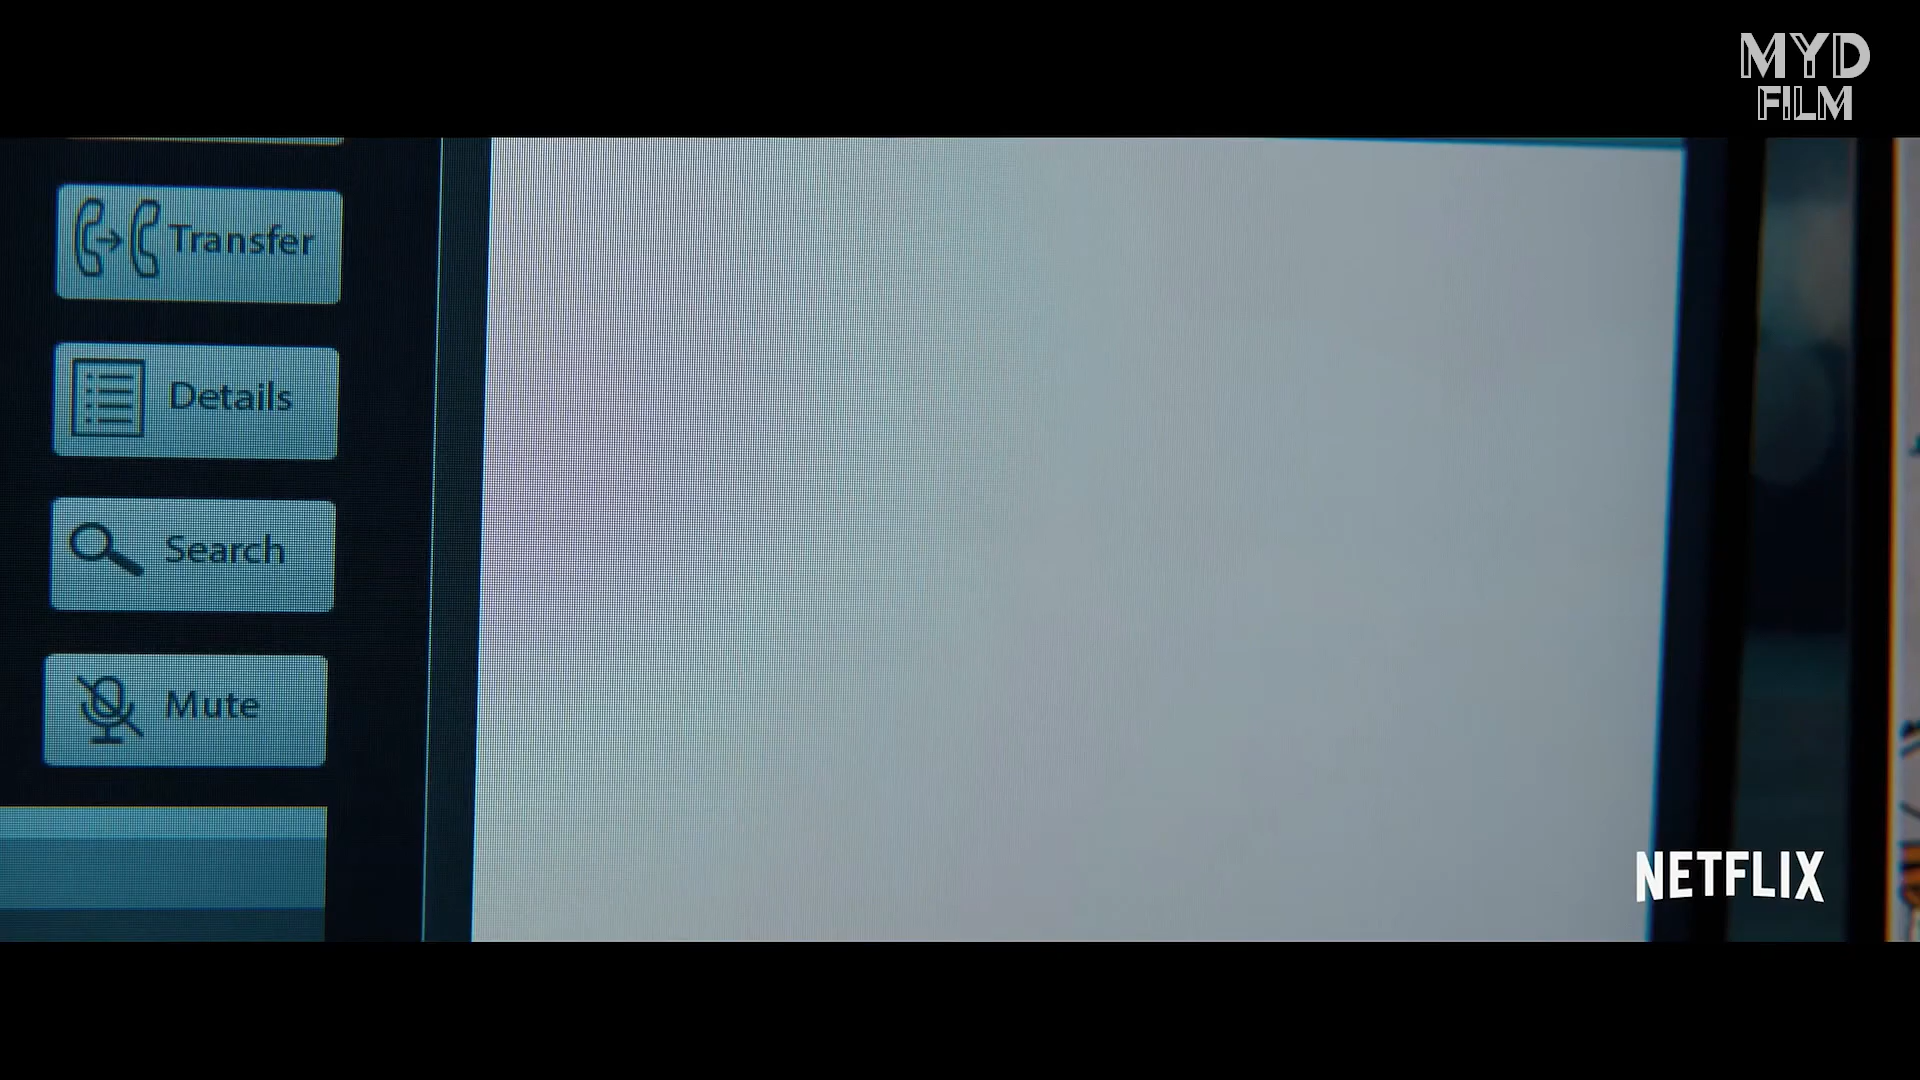 MYD
FILM
Transfer
Details
Search
Mute
NETFLIX